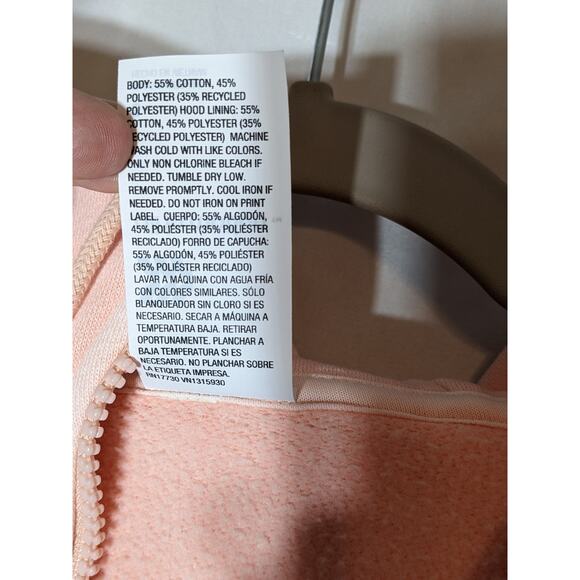 BODY: 55% COTTON, 45%
POLYESTER (35% RECYCLED
POLYESTER) HOOD LINING: 55%
COTTON, 45% POLYESTER (35%
RECYCLED POLYESTER) MACHINE
WASH COLD WITH LIKE COLORS.
ONLY NON CHLORINE BLEACH IF
NEEDED. TUMBLE DRY LOW.
REMOVE PROMPTLY. COOL IRON IF
NEEDED. DO NOT IRON ON PRINT
LABEL. CUERPO: 55% ALGODÓN,
45% POLIÉSTER (35% POLIÉSTER
RECICLADO) FORRO DE CAPUCHA:
55% ALGODÓN, 45% POLIÉSTER
(35% POLIÉSTER RECICLADO)
LAVAR A MÁQUINA CON AGUA FRÍA
CON COLORES SIMILARES. SÓLO
BLANQUEADOR SIN CLORO SI ES
NECESARIO. SECAR A MÁQUINA A
TEMPERATURA BAJA. RETIRAR
OPORTUNAMENTE. PLANCHAR A
BAJA TEMPERATURA SI ES
NECESARIO. NO PLANCHAR SOBRE
LA ETIQUETA IMPRESA.
RN17730 VN1315930